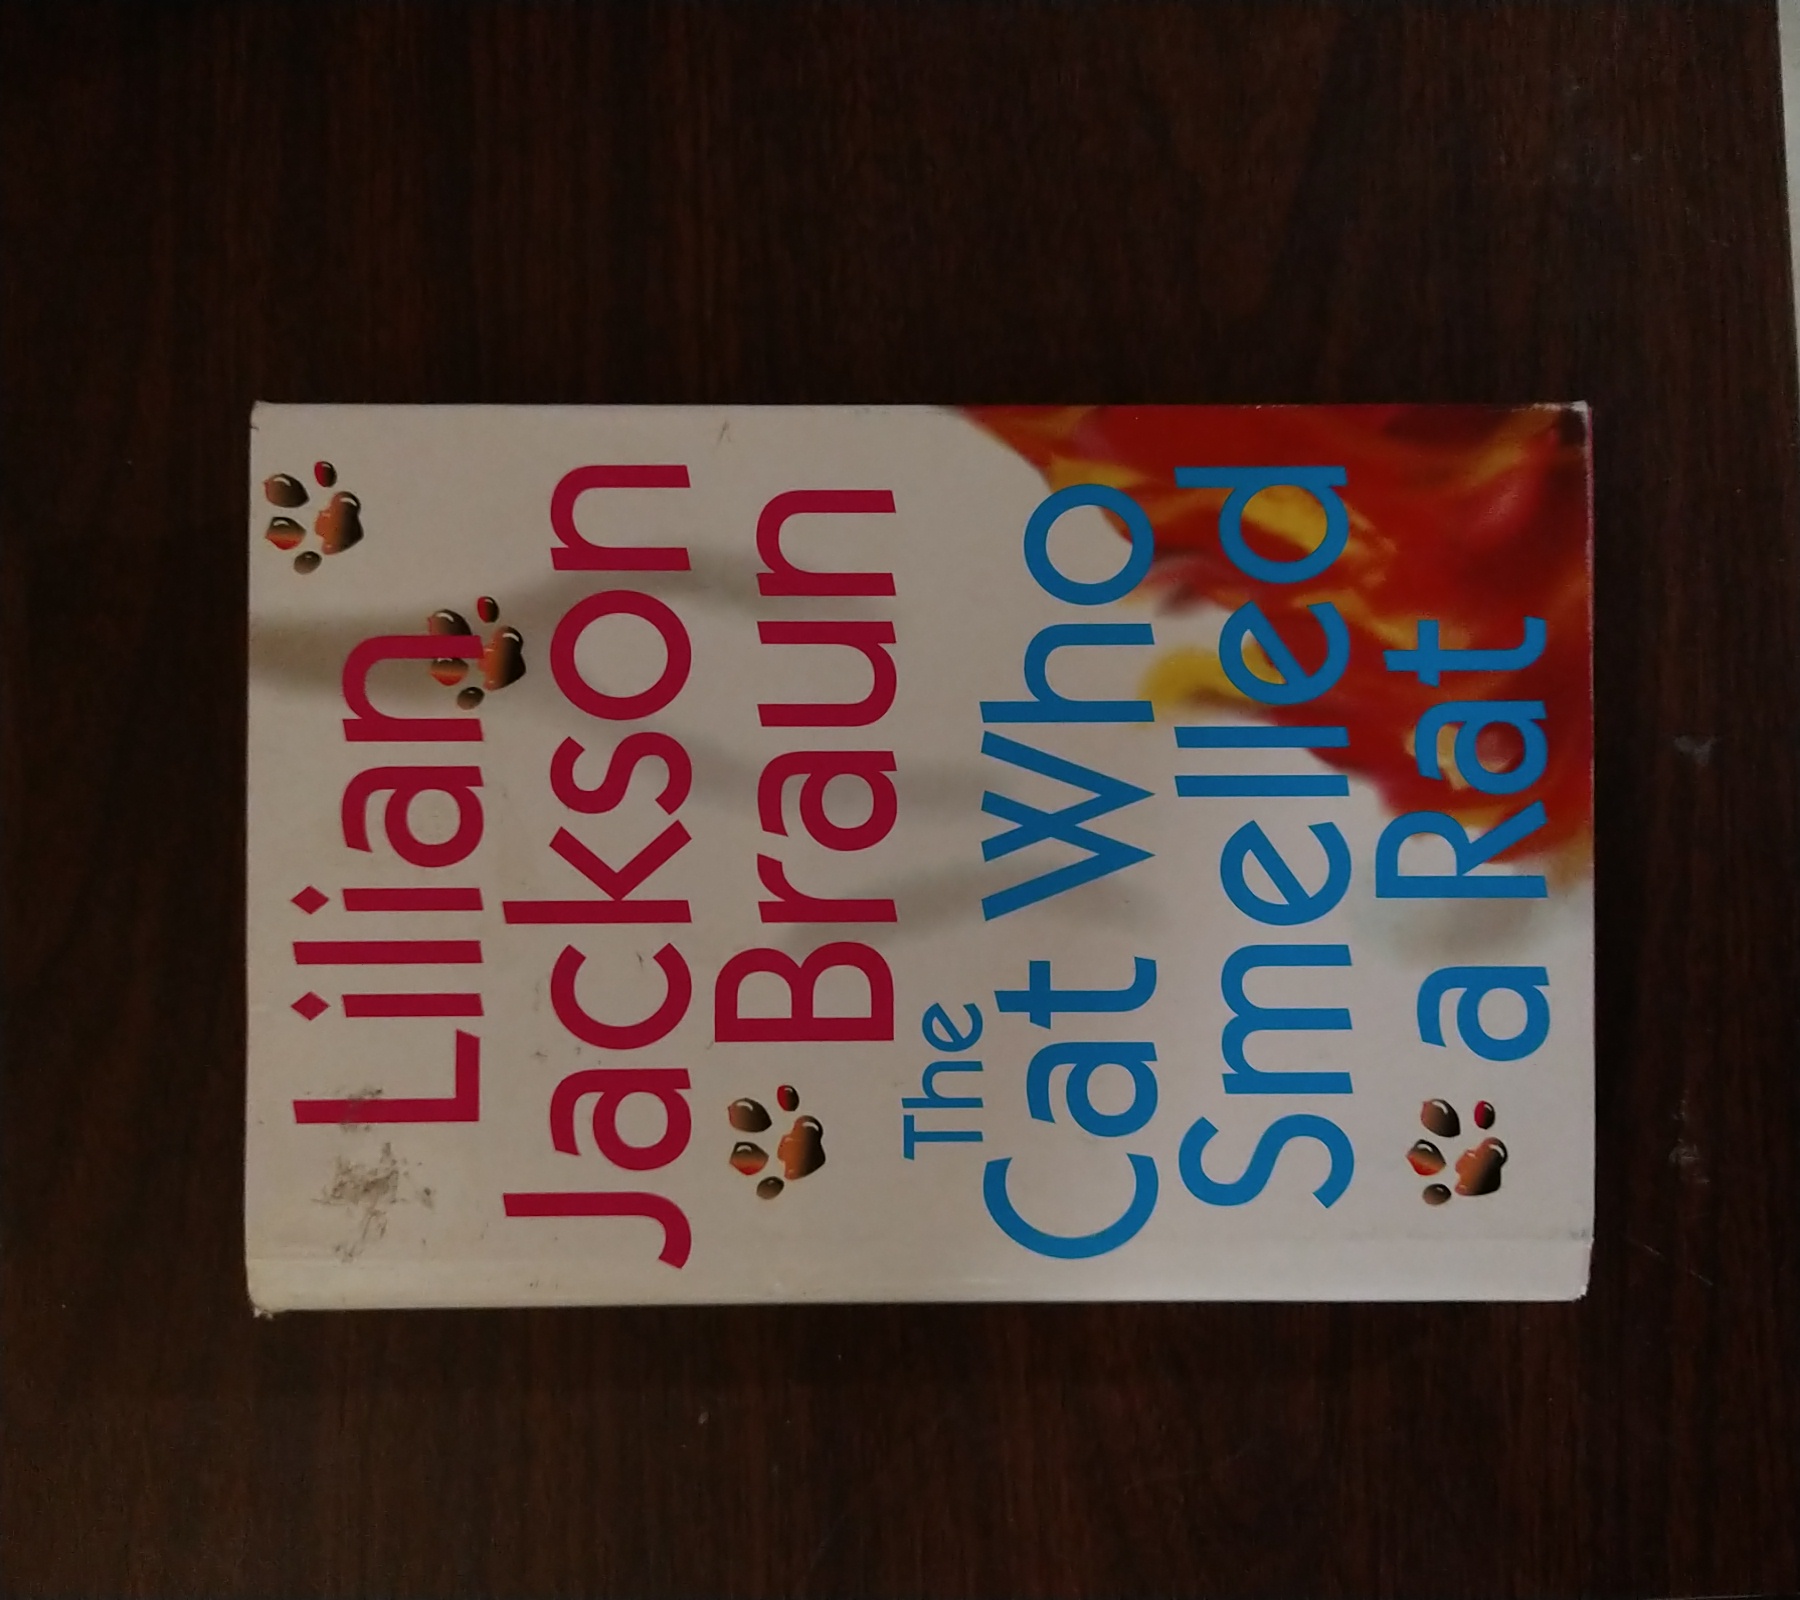 Lilian
Jackson
Braun
The
Cat Who
Smelled
a Rat